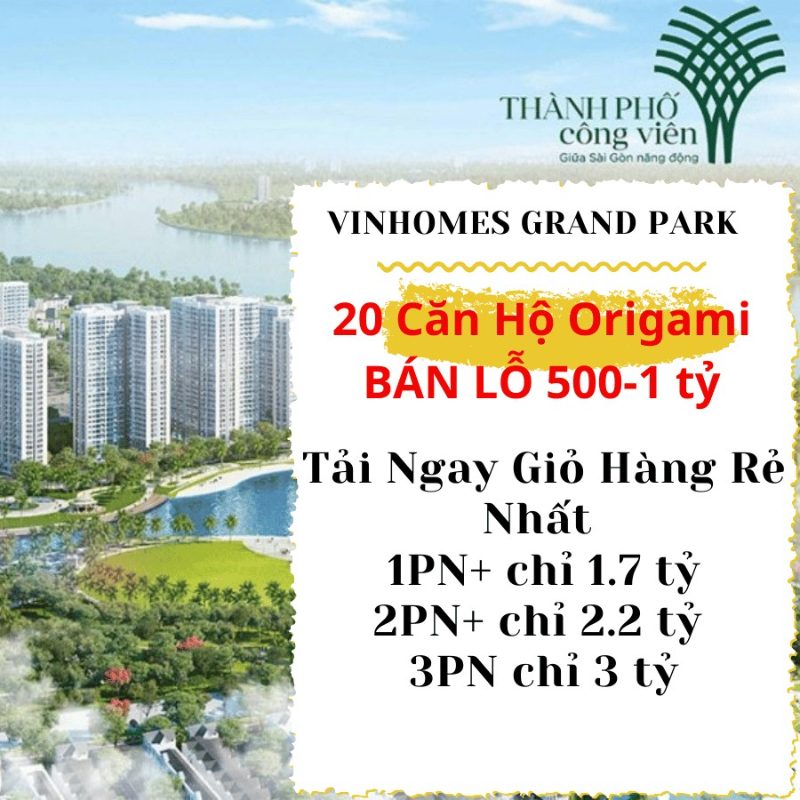 THÀNH PHỐ
công viên
Giữa Sài Gòn năng động
VINHOMES GRAND PARK
20 Căn Hộ Origami
BÁN LỖ 500-1 tỷ
Tải Ngay Giỏ Hàng Rẻ
Nhất
1PN+ chỉ 1.7 tỷ
2PN+ chỉ 2.2 tỷ
3PN chỉ 3 tỷ